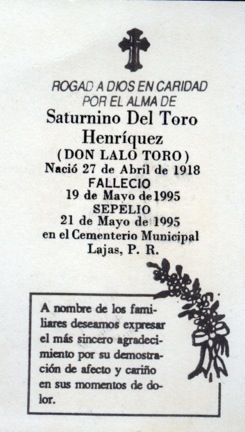 ROGAD A DIOS EN CARIDAD
POR EL ALMA DE
Saturnino Del Toro
Henríquez
(DON LALO TORO)
Nació 27 de Abril de 1918
FALLECIO
19 de Mayo de 1995
SEPELIO
21 de Mayo de 1995
en el Cementerio Municipal
Lajas, P. R.
A nombre de los fami-
liares deseamos expresar
el más sincero agradeci-
miento por su demostra-
ción de afecto y cariño
en sus momentos de do-
lor.